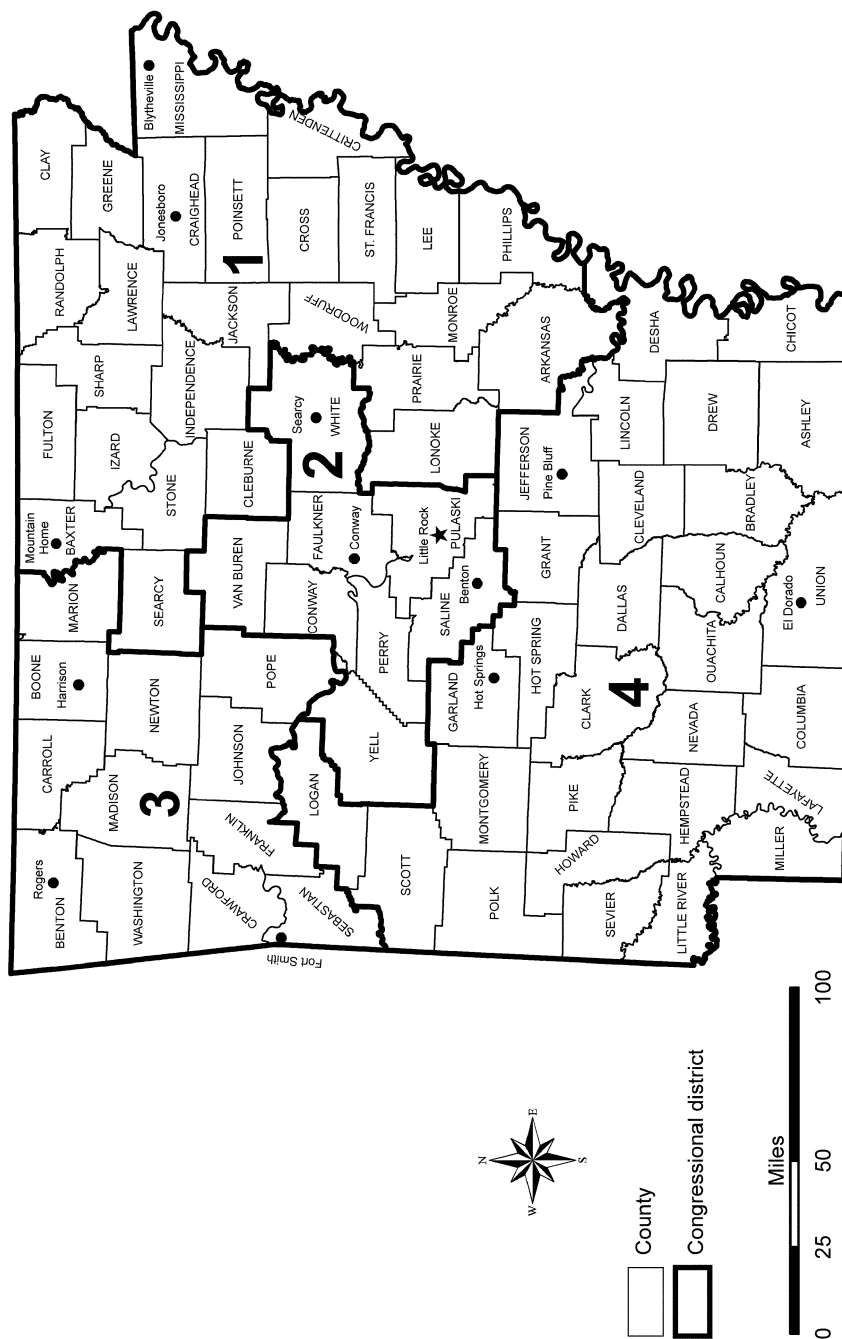 BENTON
Rogers
CARROLL
BOONE
Harrison
MARION
Mountain
Home
BAXTER
FULTON
RANDOLPH
CLAY
WASHINGTON
MADISON
NEWTON
SEARCY
STONE
IZARD
SHARP
LAWRENCE
GREENE
3
CRAWFORD
FRANKLIN
JOHNSON
POPE
VAN BUREN
CLEBURNE
INDEPENDENCE
JACKSON
Jonesboro
CRAIGHEAD
POINSETT
Blytheville
MISSISSIPPI
1
Fort Smith
SEBASTIAN
LOGAN
YELL
CONWAY
FAULKNER
Conway
2
Searcy
WHITE
WOODRUFF
CROSS
CRITTENDEN
ST. FRANCIS
SCOTT
PERRY
Little Rock
PULASKI
LONOKE
PRAIRIE
MONROE
LEE
PHILLIPS
POLK
MONTGOMERY
GARLAND
Hot Springs
SALINE
Benton
HOT SPRING
GRANT
JEFFERSON
Pine Bluff
ARKANSAS
SEVIER
HOWARD
PIKE
CLARK
4
DALLAS
CLEVELAND
LINCOLN
DESHA
LITTLE RIVER
HEMPSTEAD
NEVADA
OUACHITA
CALHOUN
BRADLEY
DREW
CHICOT
MILLER
LAFAYETTE
COLUMBIA
El Dorado
UNION
ASHLEY
N
W
E
S
County
Congressional district
Miles
0
25
50
100